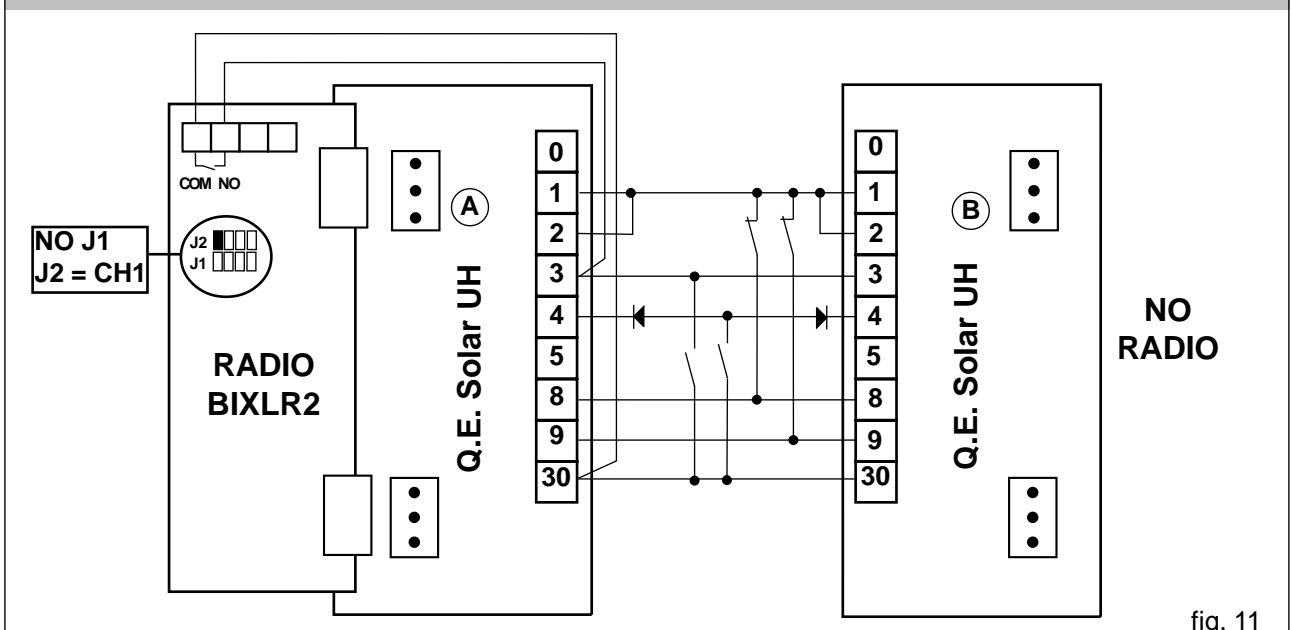 COM NO
NO J1
J2 = CH1
J2
J1
RADIO
BIXLR2
A
Q.E. Solar UH
0
1
2
3
4
5
8
9
30
0
1
2
3
4
5
8
9
30
B
Q.E. Solar UH
NO
RADIO
fig. 11